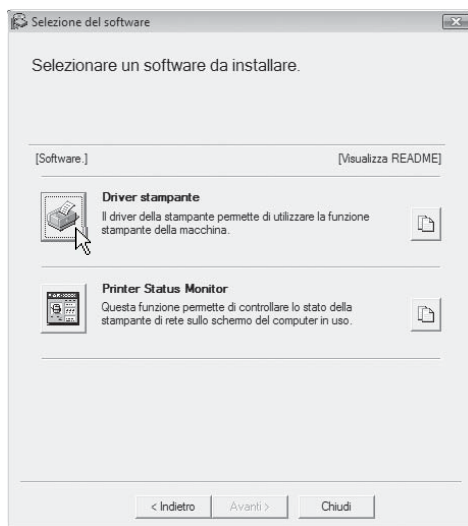 Selezione del software
Selezionare un software da installare.
[Software.] [Visualizza README]
Driver stampante
Il driver della stampante permette di utilizzare la funzione
stampante della macchina.
Printer Status Monitor
Questa funzione permette di controllare lo stato della
stampante di rete sullo schermo del computer in uso.
< Indietro Avanti > Chiudi